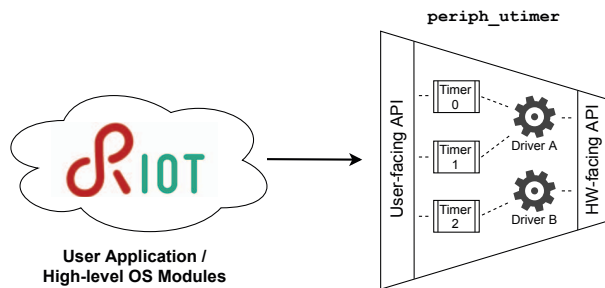 periph_utimer
RIOT
User Application /
High-level OS Modules
User-facing API
Timer
0
Timer
1
Timer
2
Driver A
Driver B
HW-facing API